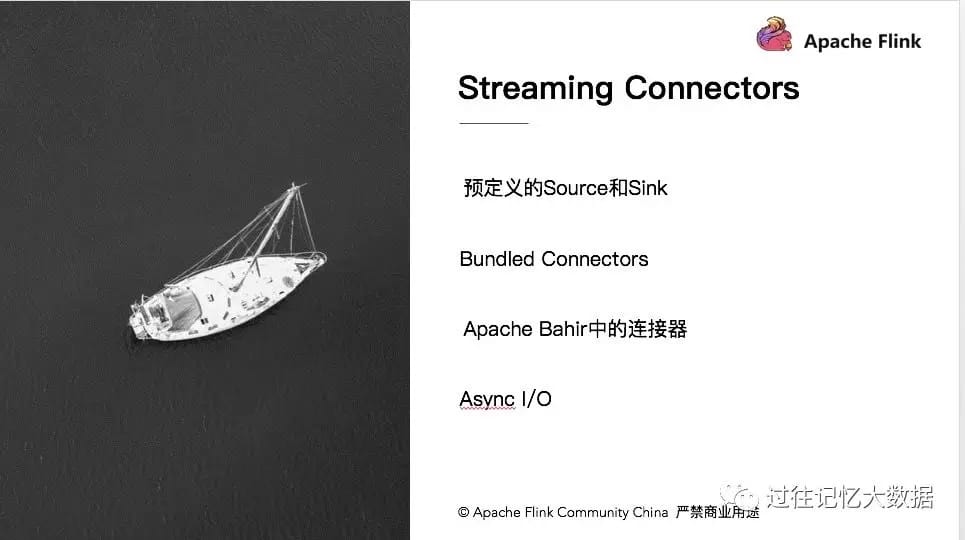 Apache Flink
Streaming Connectors
预定义的Source和Sink
Bundled Connectors
Apache Bahir中的连接器
Async I/O
过往记忆大数据
© Apache Flink Community China 严禁商业用途